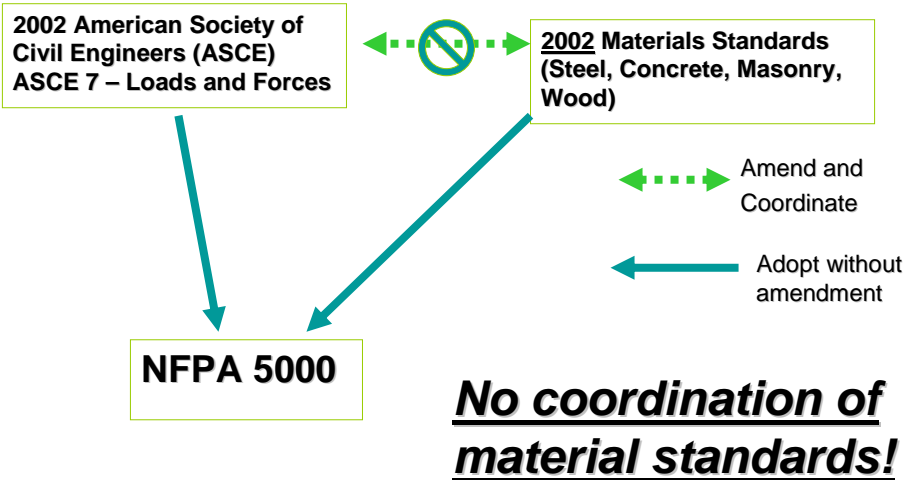 2002 American Society of
Civil Engineers (ASCE)
ASCE 7 – Loads and Forces
2002 Materials Standards
(Steel, Concrete, Masonry,
Wood)
Amend and
Coordinate
Adopt without
amendment
NFPA 5000
No coordination of
material standards!